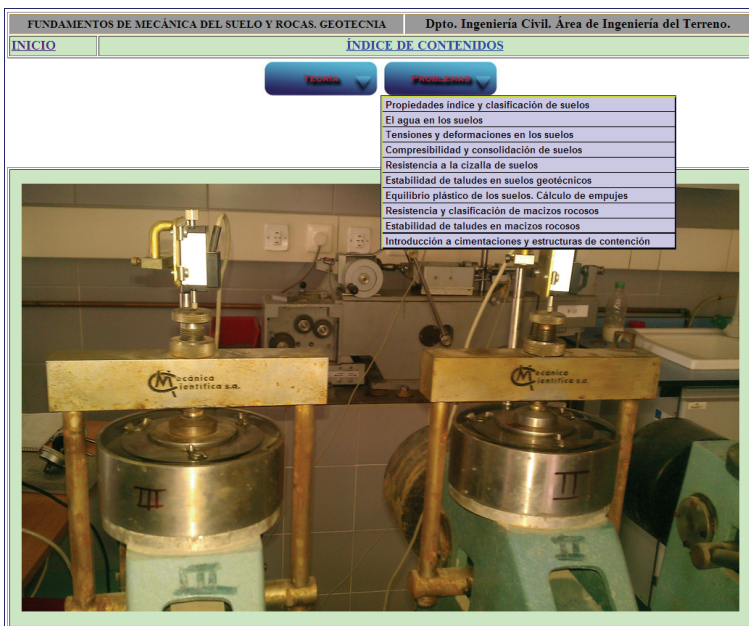 FUNDAMENTOS DE MECÁNICA DEL SUELO Y ROCAS. GEOTECNIA
Dpto. Ingeniería Civil. Área de Ingeniería del Terreno.
INICIO
ÍNDICE DE CONTENIDOS
TEORÍA
PROBLEMAS
Propiedades índice y clasificación de suelos
El agua en los suelos
Tensiones y deformaciones en los suelos
Compresibilidad y consolidación de suelos
Resistencia a la cizalla de suelos
Estabilidad de taludes en suelos geotécnicos
Equilibrio plástico de los suelos. Cálculo de empujes
Resistencia y clasificación de macizos rocosos
Estabilidad de taludes en macizos rocosos
Introducción a cimentaciones y estructuras de contención
Mecánica
Científica s.a.
Mecánica
Científica s.a.
III
II
III
II